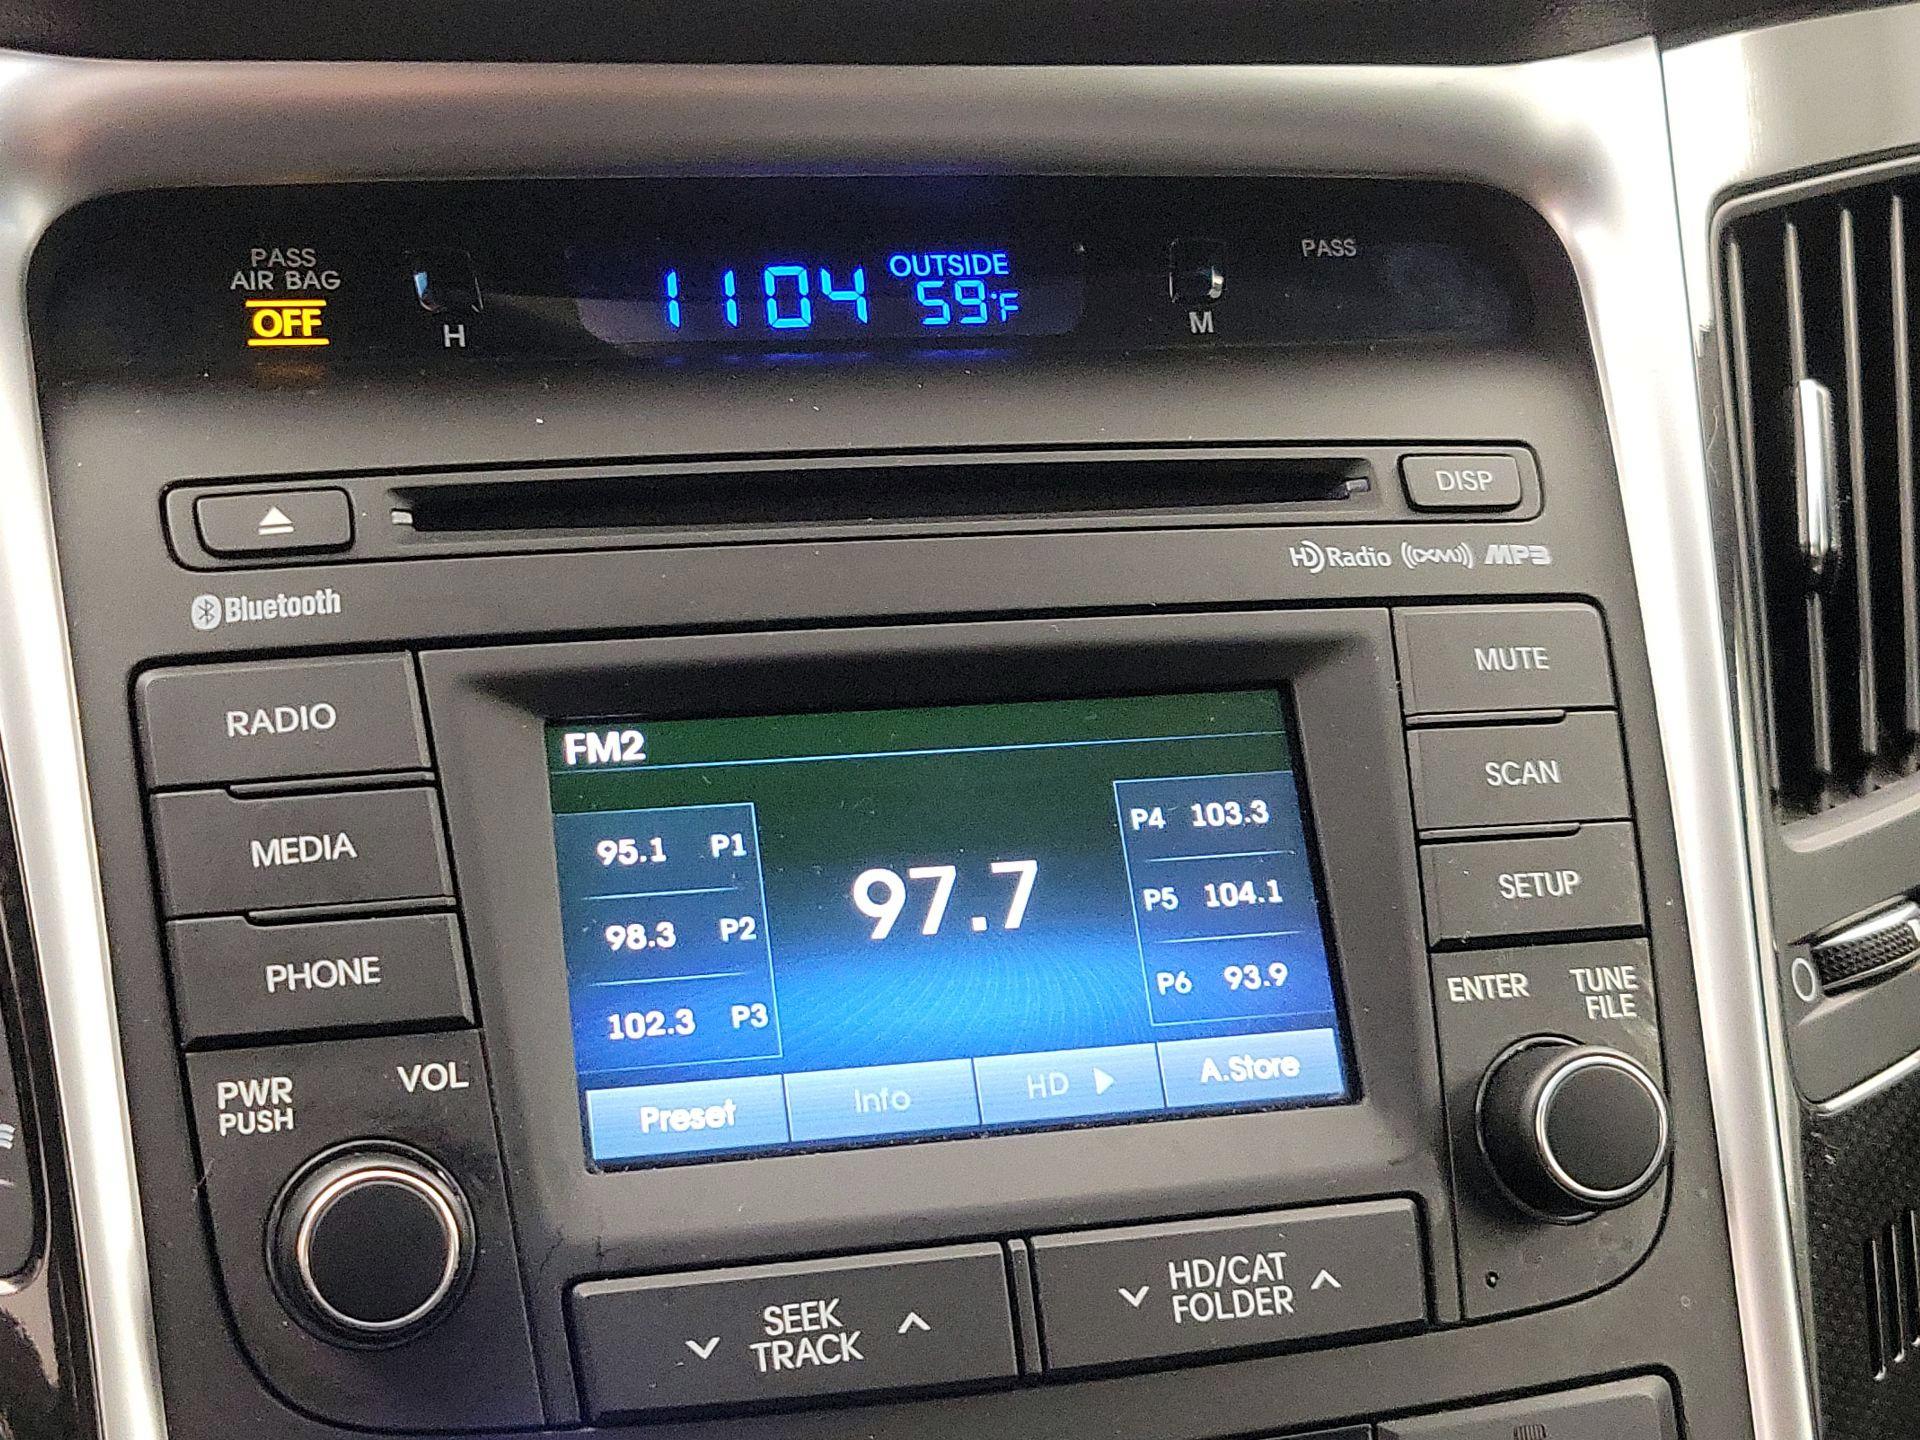 PASS
AIR BAG
OFF
H
1104
OUTSIDE
59°F
M
PASS
DISP
HD Radio ((XM)) MP3
Bluetooth
RADIO
MEDIA
PHONE
PWR
PUSH
VOL
FM2
95.1 P1
98.3 P2
102.3 P3
97.7
P4 103.3
P5 104.1
P6 93.9
Preset Info HD ▶ A.Store
MUTE
SCAN
SETUP
ENTER
TUNE
FILE
SEEK
TRACK
HD/CAT
FOLDER